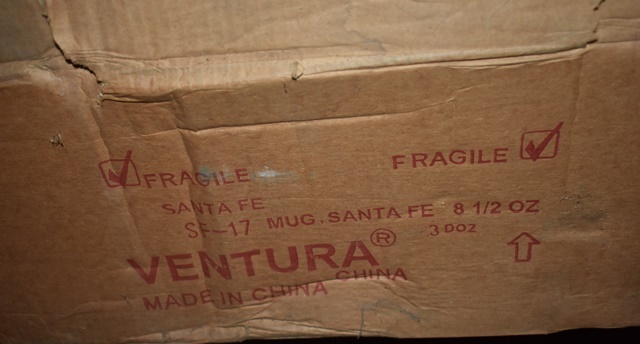 FRAGILE FRAGILE
SANTA FE
SF-17 MUG.SANTA FE 8 1/2 OZ
3 DOZ
VENTURA®
CHINA
MADE IN CHINA